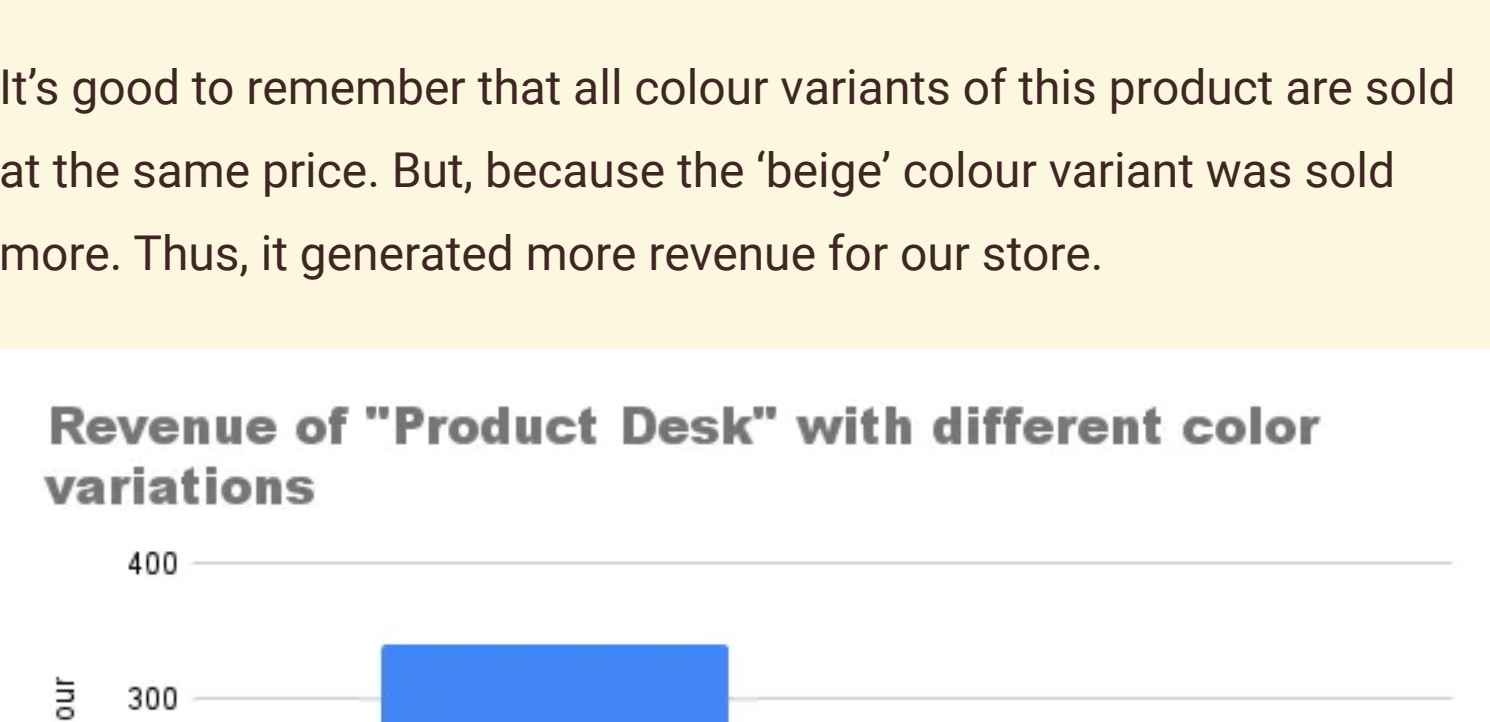 It’s good to remember that all colour variants of this product are sold
at the same price. But, because the ‘beige’ colour variant was sold
more. Thus, it generated more revenue for our store.
Revenue of "Product Desk" with different color
variations
400
300
our